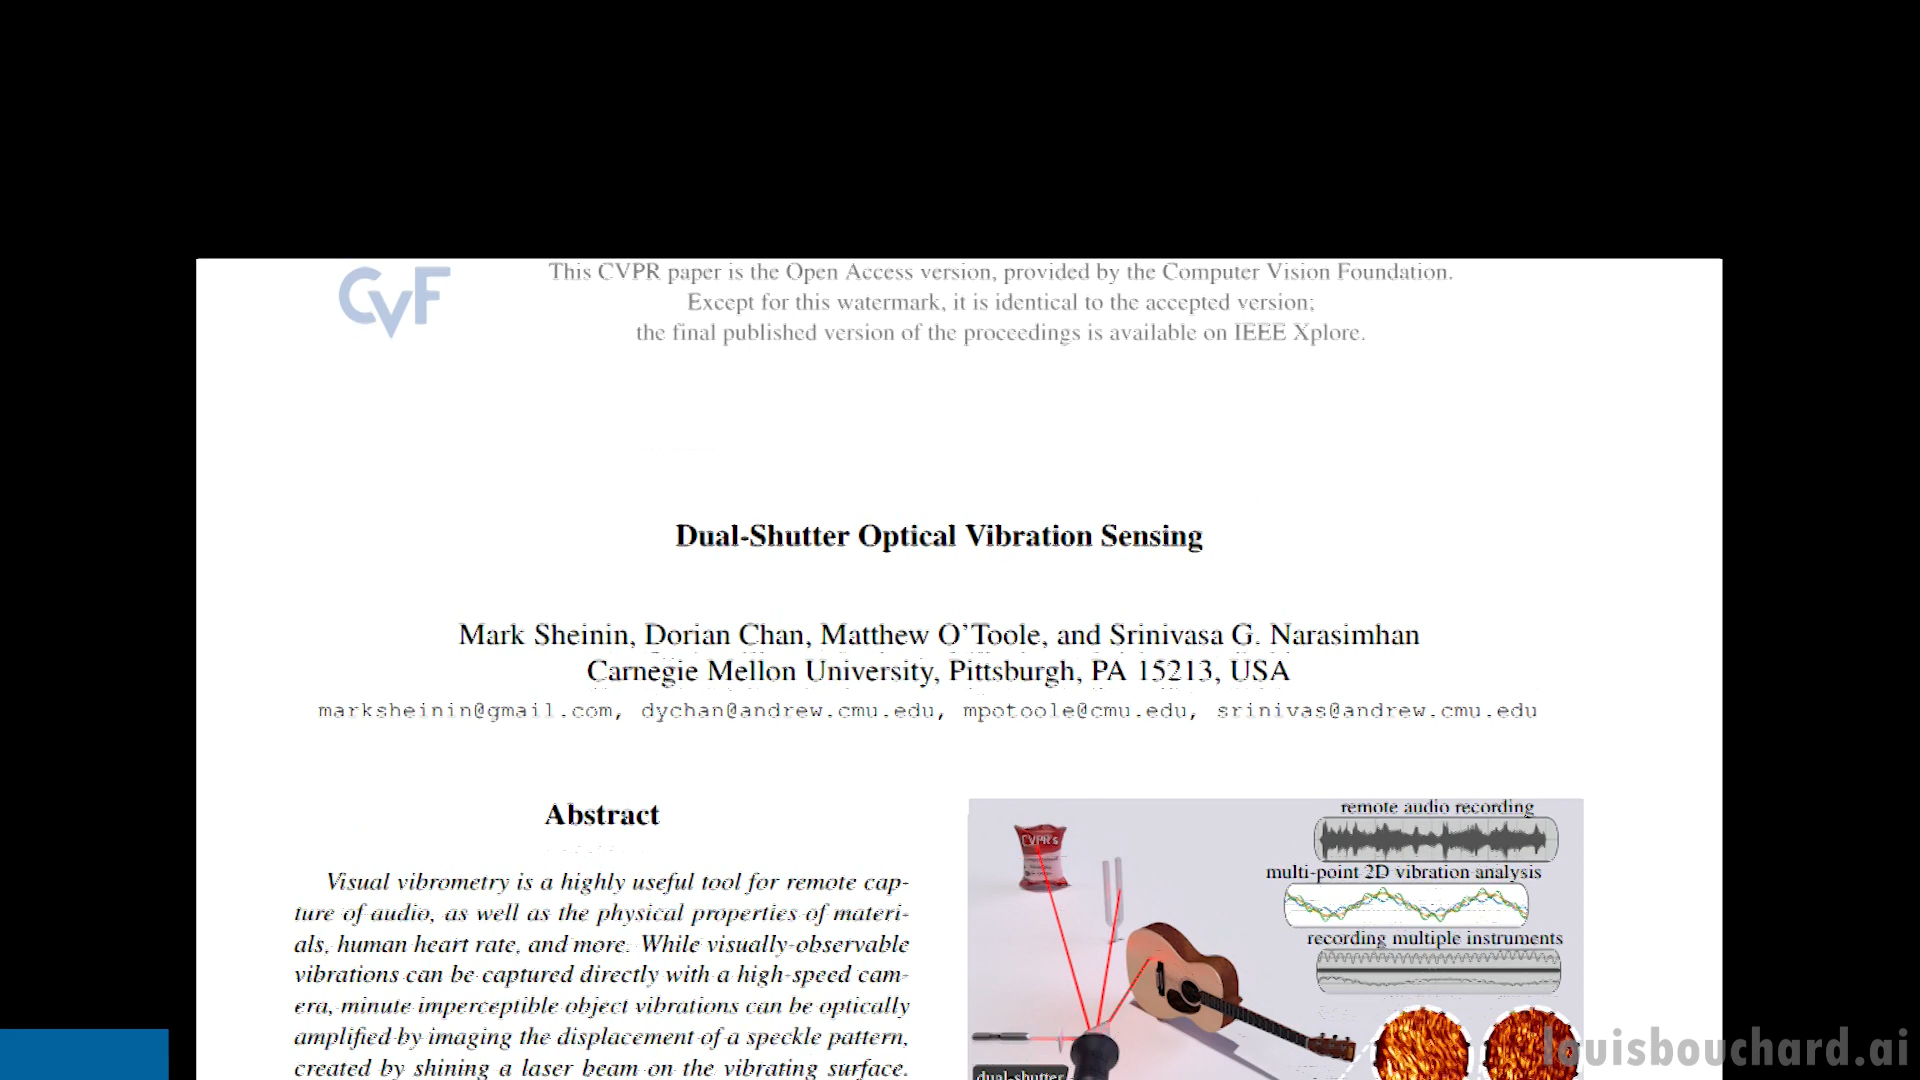 CVF
This CVPR paper is the Open Access version, provided by the Computer Vision Foundation.
Except for this watermark, it is identical to the accepted version;
the final published version of the proceedings is available on IEEE Xplore.
Dual-Shutter Optical Vibration Sensing
Mark Sheinin, Dorian Chan, Matthew O'Toole, and Srinivasa G. Narasimhan
Carnegie Mellon University, Pittsburgh, PA 15213, USA
marksheinin@gmail.com, dychan@andrew.cmu.edu, mpotoole@cmu.edu, srinivas@andrew.cmu.edu
Abstract
Visual vibrometry is a highly useful tool for remote cap-
ture of audio, as well as the physical properties of materi-
als, human heart rate, and more. While visually-observable
vibrations can be captured directly with a high-speed cam-
era, minute imperceptible object vibrations can be optically
amplified by imaging the displacement of a speckle pattern,
created by shining a laser beam on the vibrating surface.
remote audio recording
CVPR's
multi-point 2D vibration analysis
recording multiple instruments
dual-shutter
louisbouchard.ai